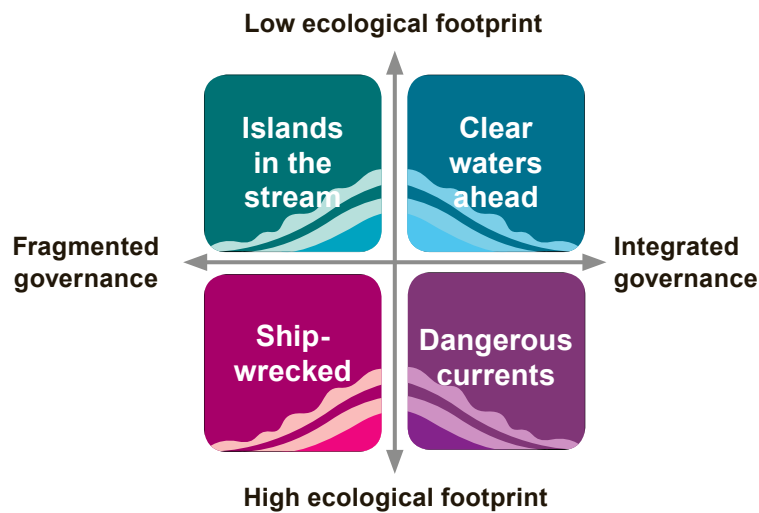 Low ecological footprint
Islands
in the
stream
Clear
waters
ahead
Fragmented
governance
Integrated
governance
Ship-
wrecked
Dangerous
currents
High ecological footprint